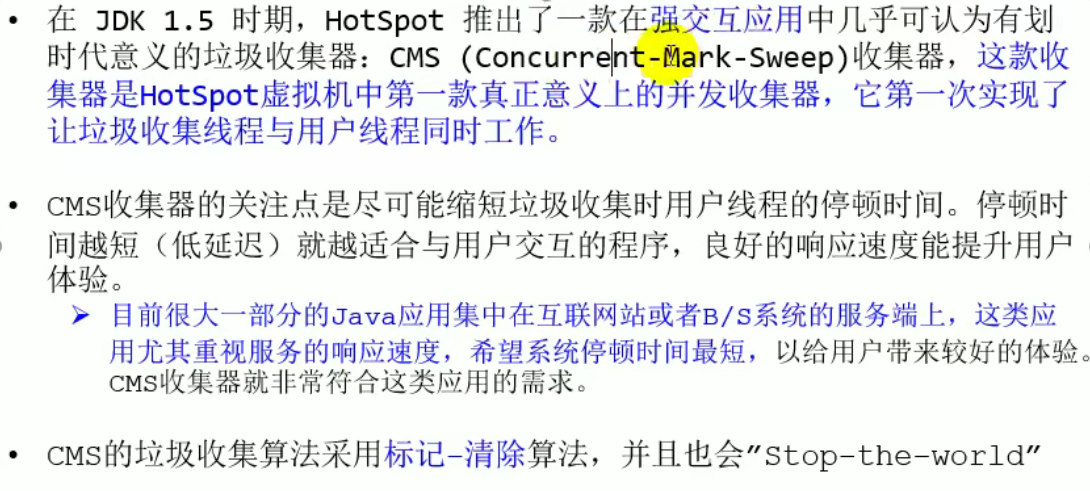 • 在 JDK 1.5 时期，HotSpot 推出了一款在强交互应用中几乎可认为有划
时代意义的垃圾收集器：CMS (Concurrent-Mark-Sweep)收集器，这款收
集器是HotSpot虚拟机中第一款真正意义上的并发收集器，它第一次实现了
让垃圾收集线程与用户线程同时工作。
• CMS收集器的关注点是尽可能缩短垃圾收集时用户线程的停顿时间。停顿时
间越短（低延迟）就越适合与用户交互的程序，良好的响应速度能提升用户
体验。
➢ 目前很大一部分的Java应用集中在互联网站或者B/S系统的服务端上，这类应
用尤其重视服务的响应速度，希望系统停顿时间最短，以给用户带来较好的体验。
CMS收集器就非常符合这类应用的需求。
• CMS的垃圾收集算法采用标记-清除算法，并且也会”Stop-the-world”